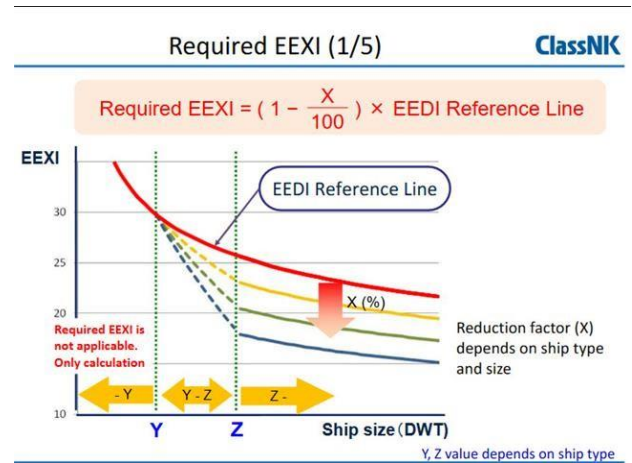 Required EEXI (1/5)
ClassNK
Required EEXI = ( 1 − X/100 ) × EEDI Reference Line
EEXI
EEDI Reference Line
30
25
20
X (%)
Required EEXI is
not applicable.
Only calculation
Reduction factor (X)
depends on ship type
and size
- Y
Y - Z
Z -
10
Y
Z
Ship size (DWT)
Y, Z value depends on ship type